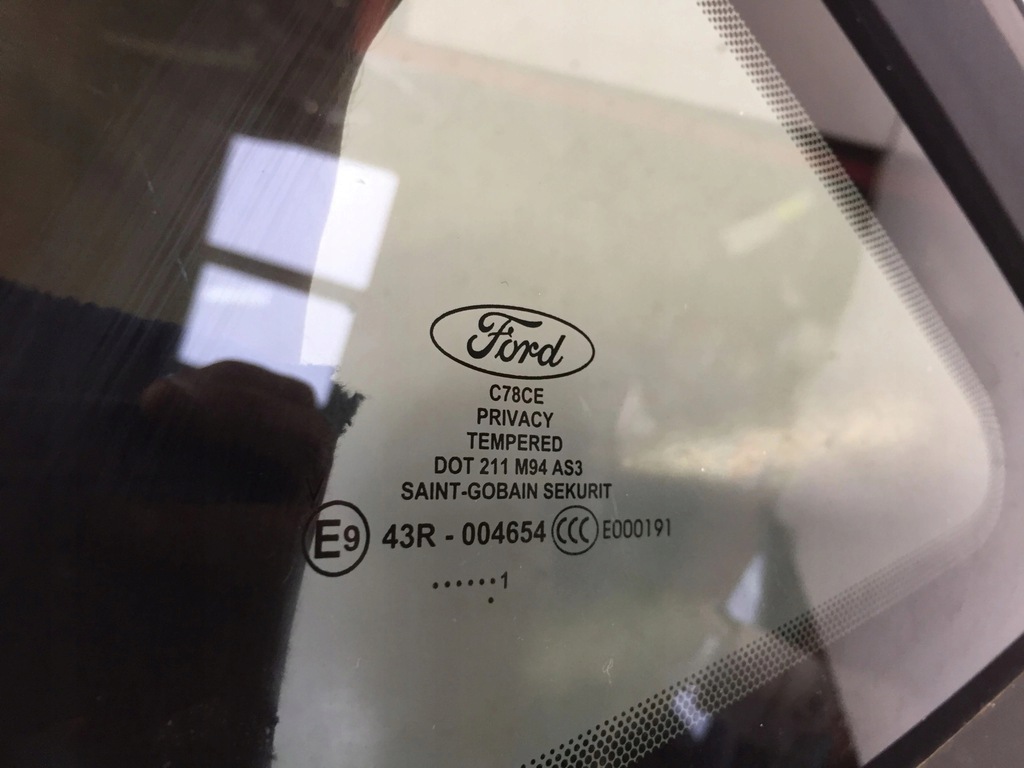 Ford
C78CE
PRIVACY
TEMPERED
DOT 211 M94 AS3
SAINT-GOBAIN SEKURIT
E9 43R - 004654 CCC E000191
......1
.